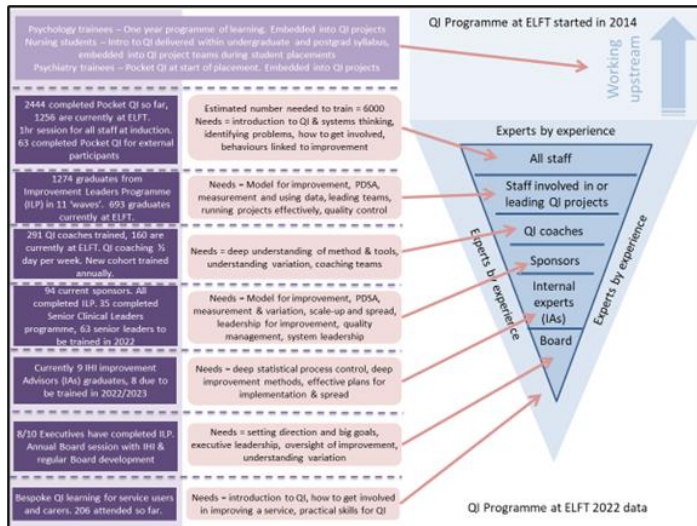 Psychology trainees – One year programme of learning. Embedded into QI projects
Nursing students – Intro to QI delivered within undergraduate and postgrad syllabus,
embedded into QI project teams during student placements
Psychiatry trainees - Pocket QI at start of placement. Embedded into QI projects
QI Programme at ELFT started in 2014
Working
upstream
2444 completed Pocket QI so far,
1256 are currently at ELFT.
1hr session for all staff at induction.
63 completed Pocket QI for external
participants
Estimated number needed to train = 6000
Needs = introduction to QI & systems thinking,
identifying problems, how to get involved,
behaviours linked to improvement
1274 graduates from
Improvement Leaders Programme
(ILP) in 11 'waves'. 693 graduates
currently at ELFT.
Needs = Model for improvement, PDSA,
measurement and using data, leading teams,
running projects effectively, quality control
291 QI coaches trained, 160 are
currently at ELFT. QI coaching ½
day per week. New cohort trained
annually.
Needs = deep understanding of method & tools,
understanding variation, coaching teams
94 current sponsors. All
completed ILP. 35 completed
Senior Clinical Leaders
programme, 63 senior leaders to
be trained in 2022
Needs = Model for improvement, PDSA,
measurement & variation, scale-up and spread,
leadership for improvement, quality
management, system leadership
Currently 9 IHI improvement
Advisors (IAs) graduates, 8 due to
be trained in 2022/2023
Needs = deep statistical process control, deep
improvement methods, effective plans for
implementation & spread
8/10 Executives have completed ILP.
Annual Board session with IHI &
regular Board development
Needs = setting direction and big goals,
executive leadership, oversight of improvement,
understanding variation
Bespoke QI learning for service users
and carers. 206 attended so far.
Needs = introduction to QI, how to get involved
in improving a service, practical skills for QI
Experts by experience
All staff
Staff involved in or
leading QI projects
QI coaches
Sponsors
Internal
experts
(IAs)
Board
Experts by experience
Experts by experience
QI Programme at ELFT 2022 data